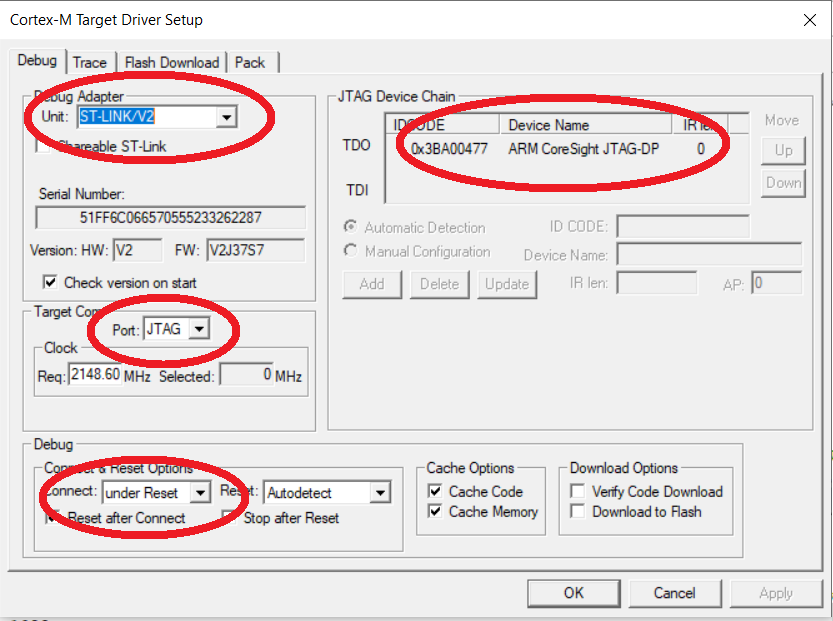 Cortex-M Target Driver Setup
Debug Trace Flash Download Pack
Debug Adapter
Unit: ST-LINK/V2
Shareable ST-Link
Serial Number:
51FF6C066570555233262287
Version: HW: V2 FW: V2J37S7
Check version on start
Target Com
Port: JTAG
Clock
Req: 2148.60 MHz Selected: 0 MHz
JTAG Device Chain
IDCODE Device Name IR len
TDO 0x3BA00477 ARM CoreSight JTAG-DP 0
TDI
Move
Up
Down
Automatic Detection ID CODE:
Manual Configuration Device Name:
Add Delete Update IR len: AP: 0
Debug
Connect & Reset Options
Connect: under Reset Reset: Autodetect
Reset after Connect Stop after Reset
Cache Options
Cache Code
Cache Memory
Download Options
Verify Code Download
Download to Flash
OK Cancel Apply